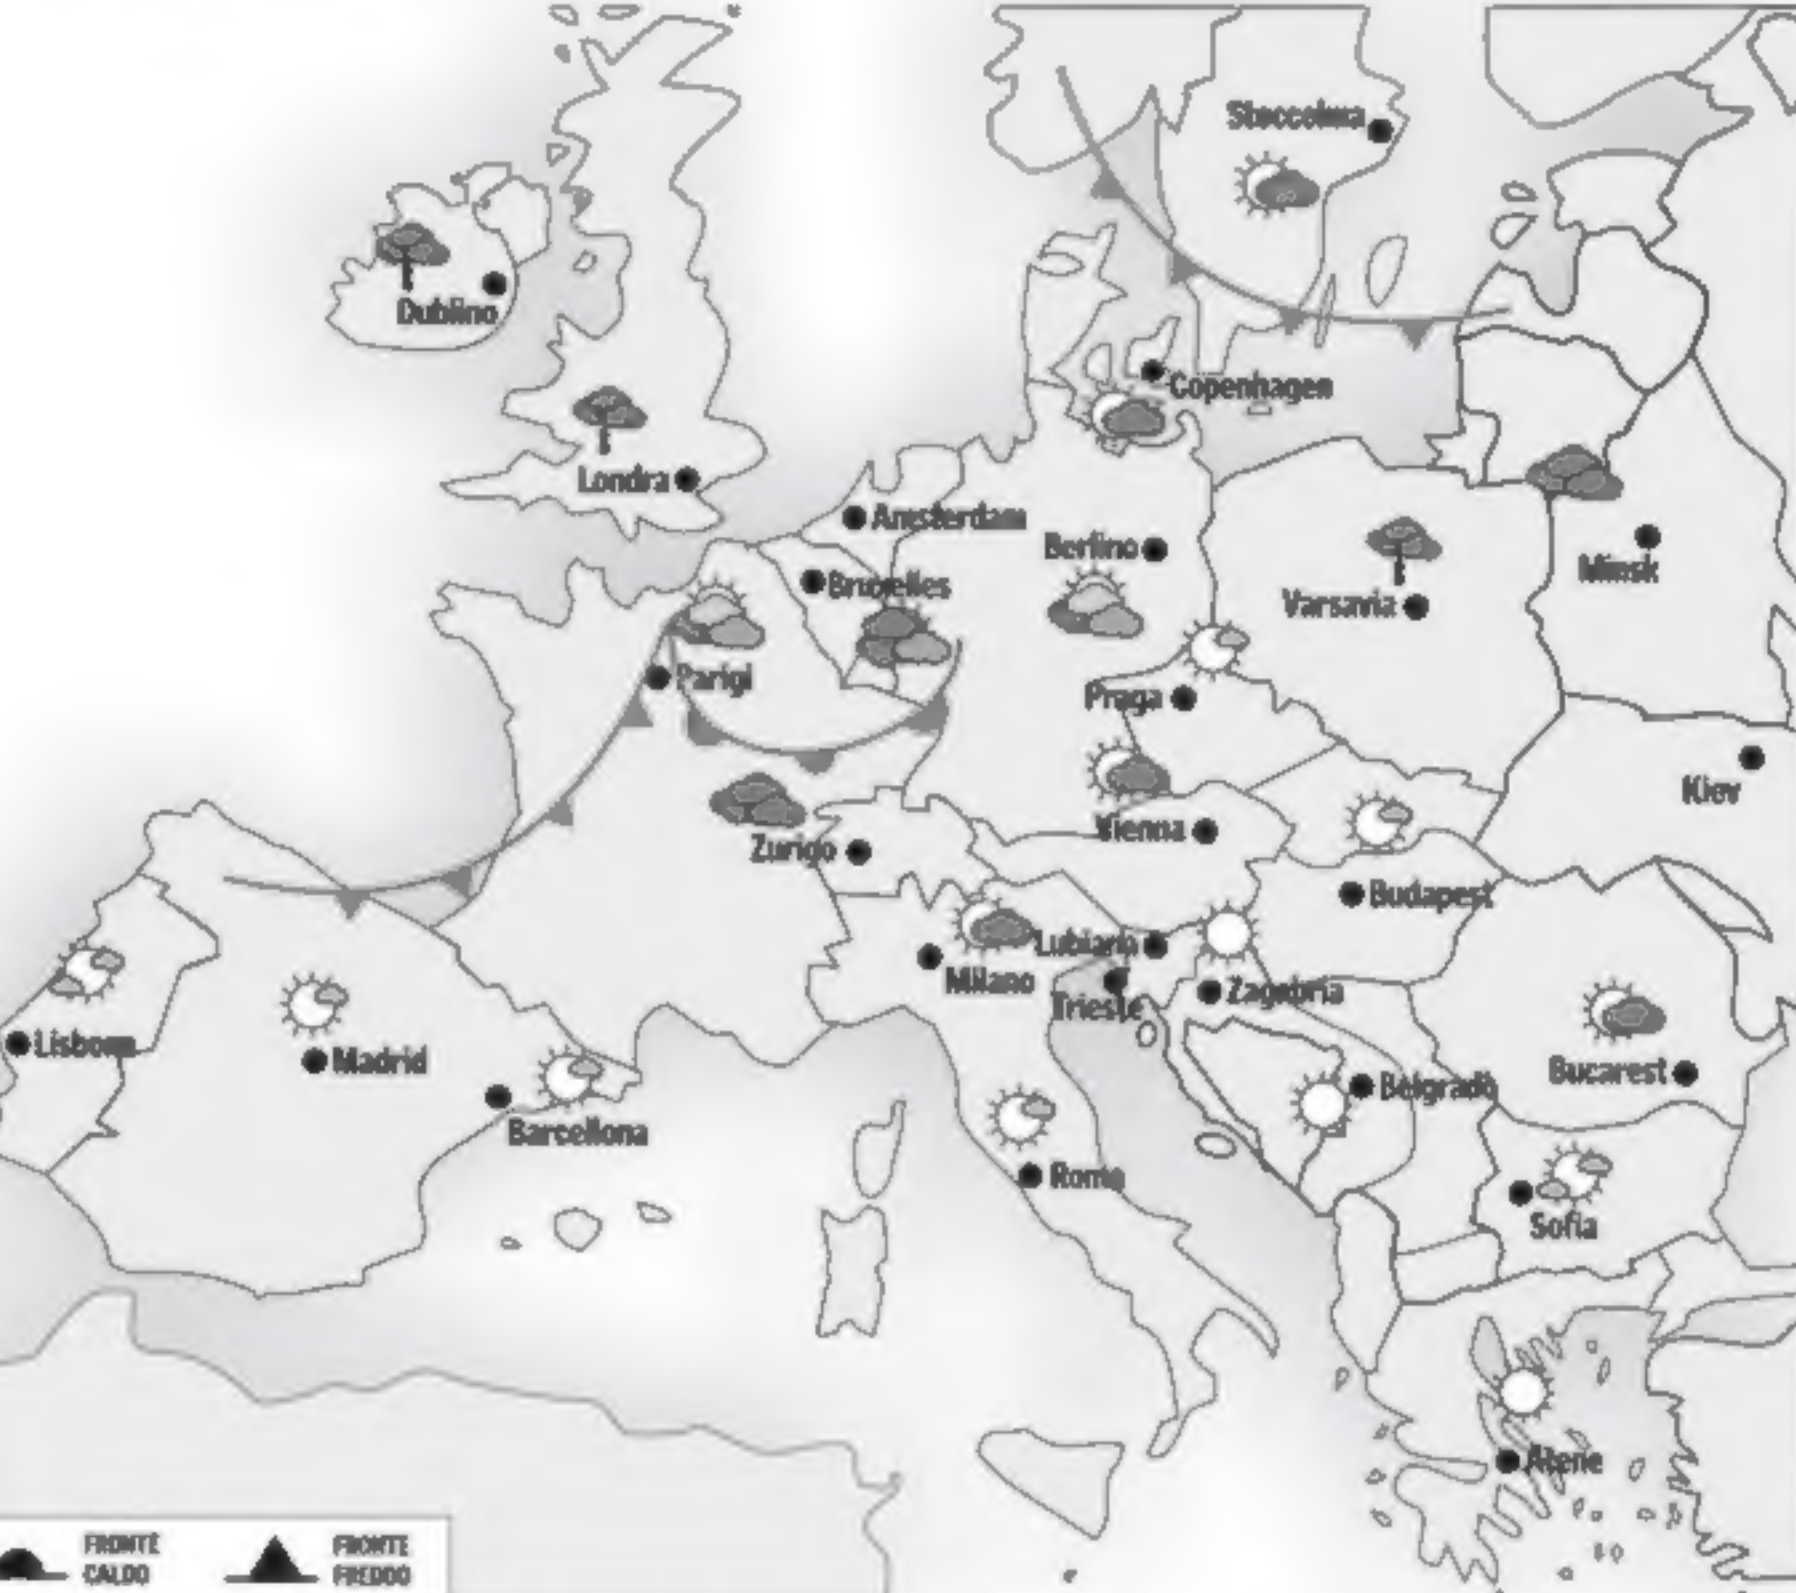 Stoccolma
Dublino
Copenhagen
Londra
Amsterdam
Berlino
Bruxelles
Minsk
Varsavia
Parigi
Praga
Kiev
Vienna
Zurigo
Budapest
Lubiana
Milano
Zagabria
Trieste
Lisbona
Madrid
Bucarest
Belgrado
Barcellona
Roma
Sofia
Atene
FRONTE
CALDO
FRONTE
FREDDO